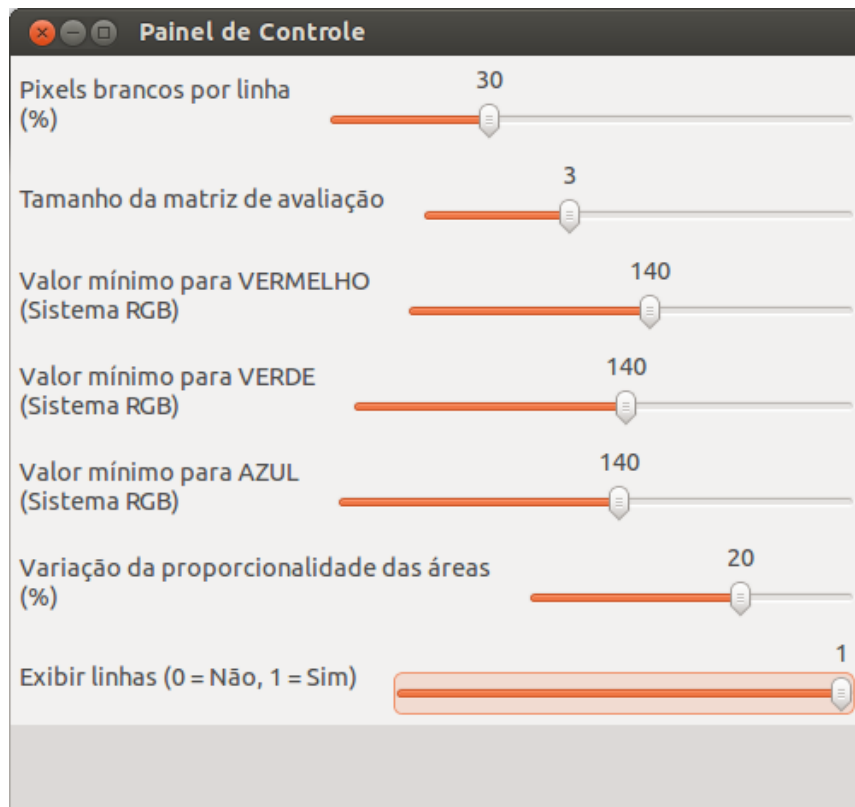 Painel de Controle
Pixels brancos por linha
(%)
30
Tamanho da matriz de avaliação
3
Valor mínimo para VERMELHO
(Sistema RGB)
140
Valor mínimo para VERDE
(Sistema RGB)
140
Valor mínimo para AZUL
(Sistema RGB)
140
Variação da proporcionalidade das áreas
(%)
20
Exibir linhas (0 = Não, 1 = Sim)
1